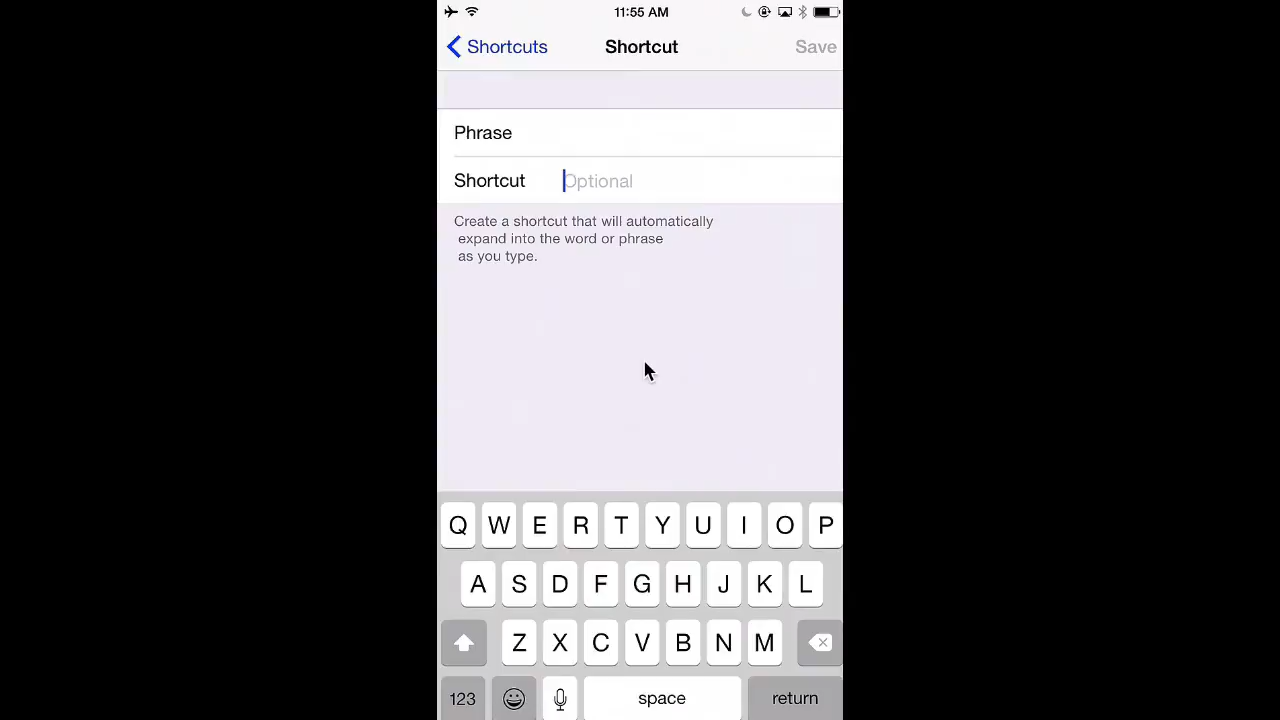 11:55 AM
Shortcuts Shortcut Save
Phrase
Shortcut Optional
Create a shortcut that will automatically
expand into the word or phrase
as you type.
Q W E R T Y U I O P
A S D F G H J K L
Z X C V B N M
123 space return